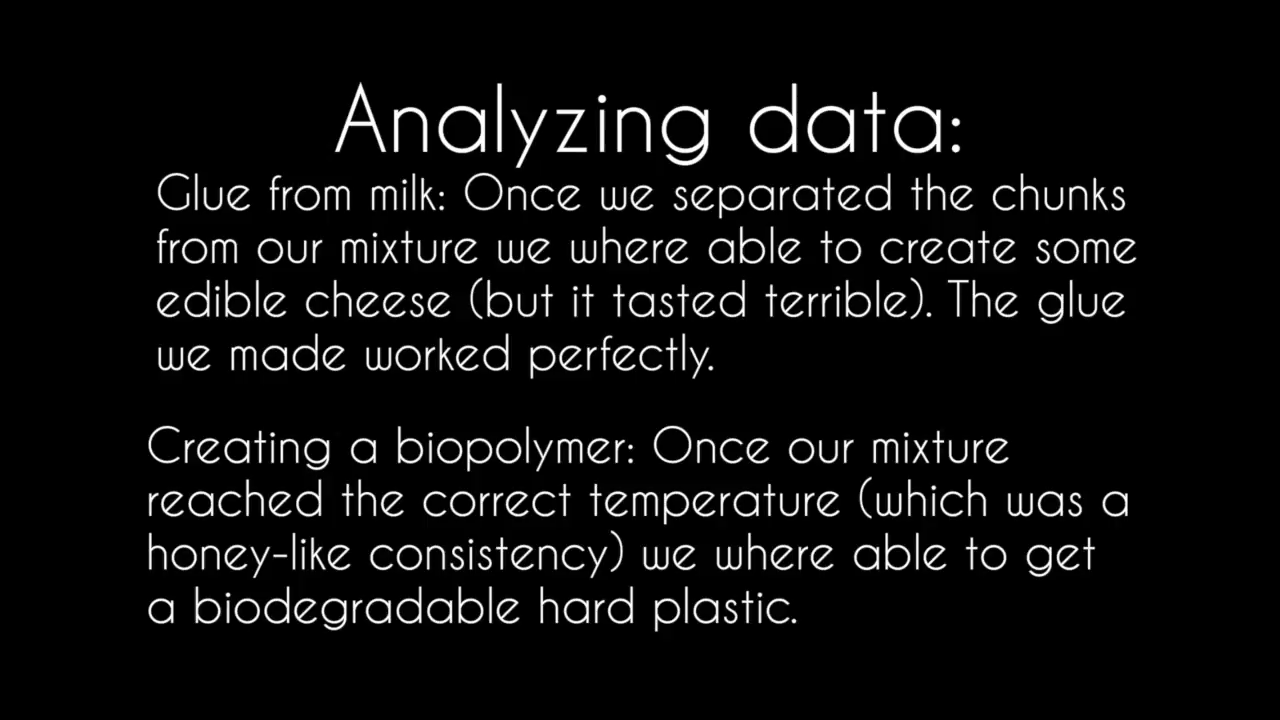 Analyzing data:
Glue from milk: Once we separated the chunks
from our mixture we where able to create some
edible cheese (but it tasted terrible). The glue
we made worked perfectly.
Creating a biopolymer: Once our mixture
reached the correct temperature (which was a
honey-like consistency) we where able to get
a biodegradable hard plastic.